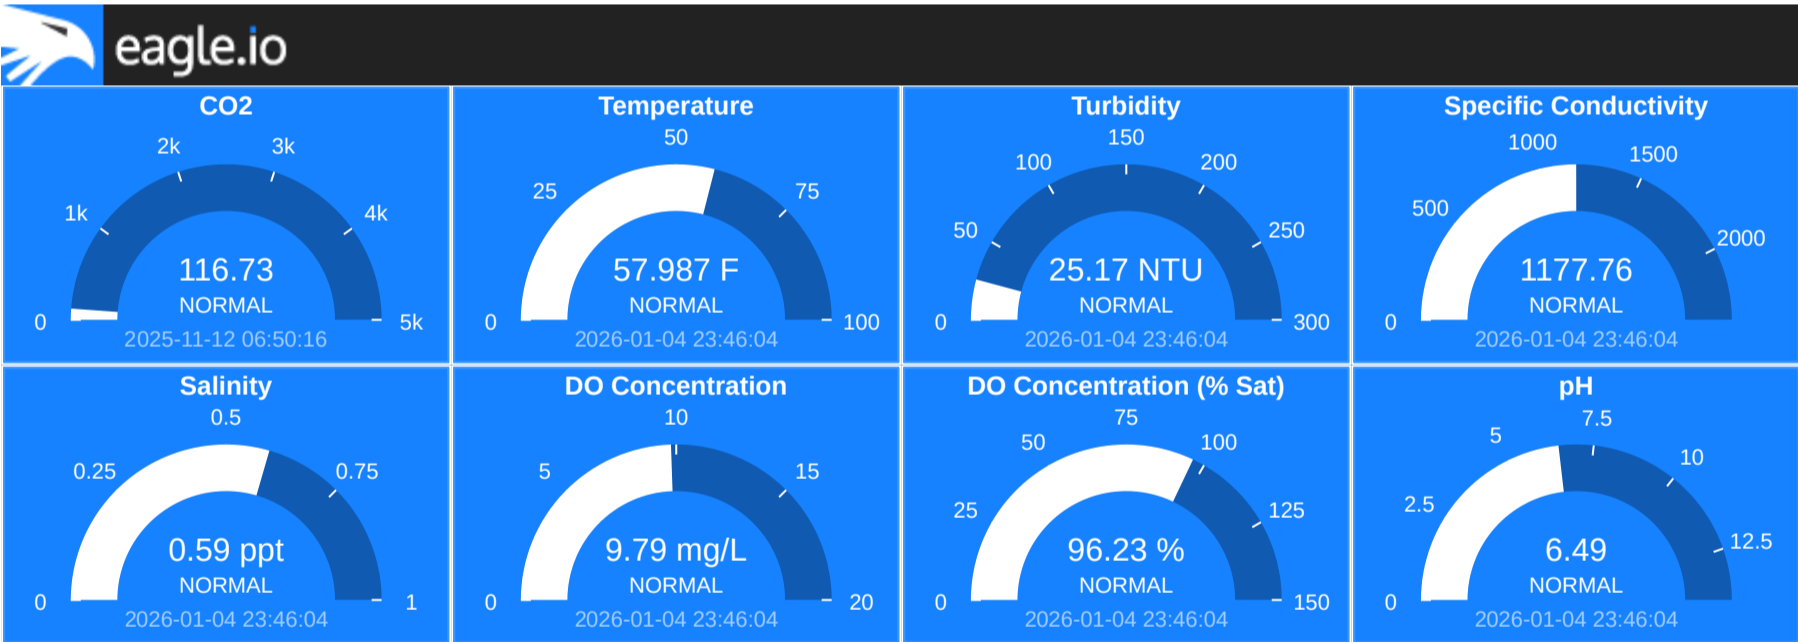 eagle.io
CO2
2k
3k
1k
4k
0
5k
116.73
NORMAL
2025-11-12 06:50:16
Temperature
50
25
75
0
100
57.987 F
NORMAL
2026-01-04 23:46:04
Turbidity
150
100
200
50
250
0
300
25.17 NTU
NORMAL
2026-01-04 23:46:04
Specific Conductivity
1000
1500
500
2000
0
1177.76
NORMAL
2026-01-04 23:46:04
Salinity
0.5
0.25
0.75
0
1
0.59 ppt
NORMAL
2026-01-04 23:46:04
DO Concentration
10
5
15
0
20
9.79 mg/L
NORMAL
2026-01-04 23:46:04
DO Concentration (% Sat)
75
50
100
25
125
0
150
96.23 %
NORMAL
2026-01-04 23:46:04
pH
7.5
5
10
2.5
12.5
0
6.49
NORMAL
2026-01-04 23:46:04